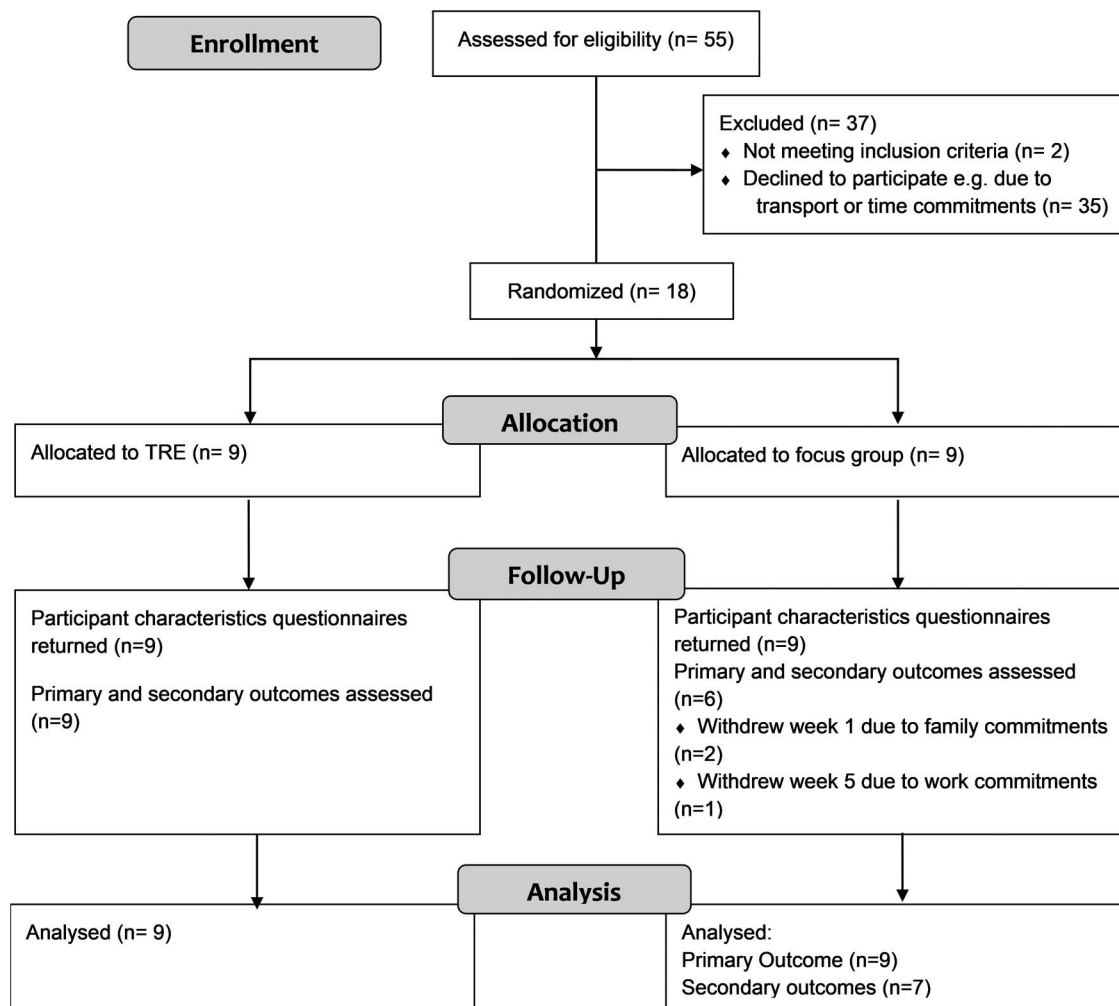 Enrollment
Assessed for eligibility (n= 55)
Excluded (n= 37)
♦ Not meeting inclusion criteria (n= 2)
♦ Declined to participate e.g. due to
transport or time commitments (n= 35)
Randomized (n= 18)
Allocation
Allocated to TRE (n= 9)
Allocated to focus group (n= 9)
Follow-Up
Participant characteristics questionnaires
returned (n=9)
Primary and secondary outcomes assessed
(n=9)
Participant characteristics questionnaires
returned (n=9)
Primary and secondary outcomes assessed
(n=6)
♦ Withdrew week 1 due to family commitments
(n=2)
♦ Withdrew week 5 due to work commitments
(n=1)
Analysis
Analysed (n= 9)
Analysed:
Primary Outcome (n=9)
Secondary outcomes (n=7)